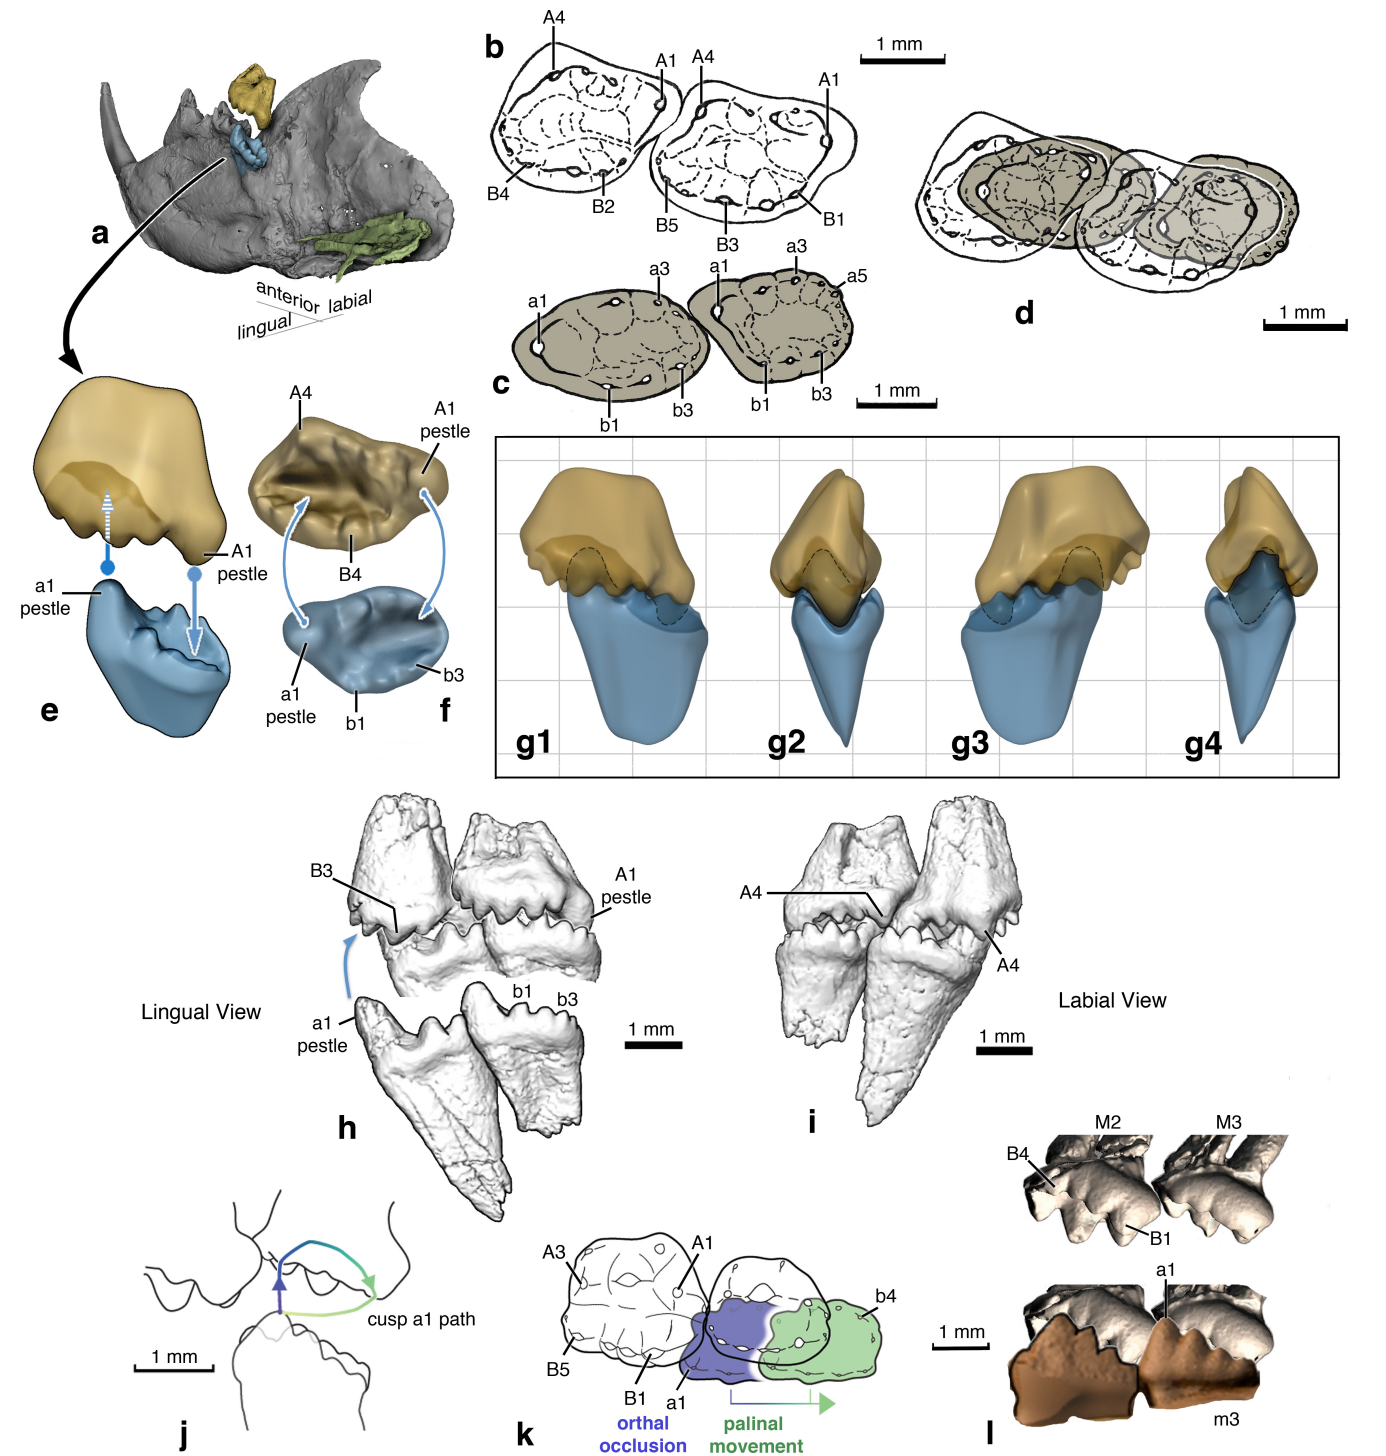 a
anterior labial
lingual
b
A4
A1
A4
A1
B4
B2
B5
B3
B1
1 mm
c
a1
a3
a1
a3
a5
b1
b3
b1
b3
1 mm
d
1 mm
e
a1
pestle
A1
pestle
f
A4
A1
pestle
B4
a1
pestle
b1
b3
g1
g2
g3
g4
h
B3
A1
pestle
Lingual View
a1
pestle
b1
b3
1 mm
i
A4
A4
Labial View
1 mm
j
cusp a1 path
1 mm
k
A3
A1
B5
B1
a1
b4
orthal
occlusion
palinal
movement
l
M2
M3
B4
B1
a1
1 mm
m3